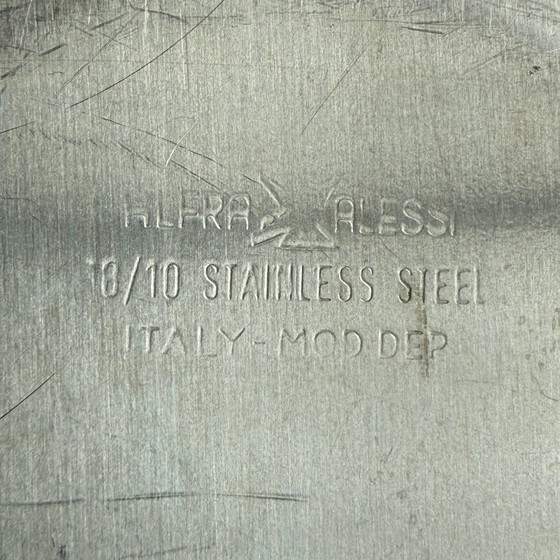 ALFRA ALESSI
18/10 STAINLESS STEEL
ITALY-MOD DEP